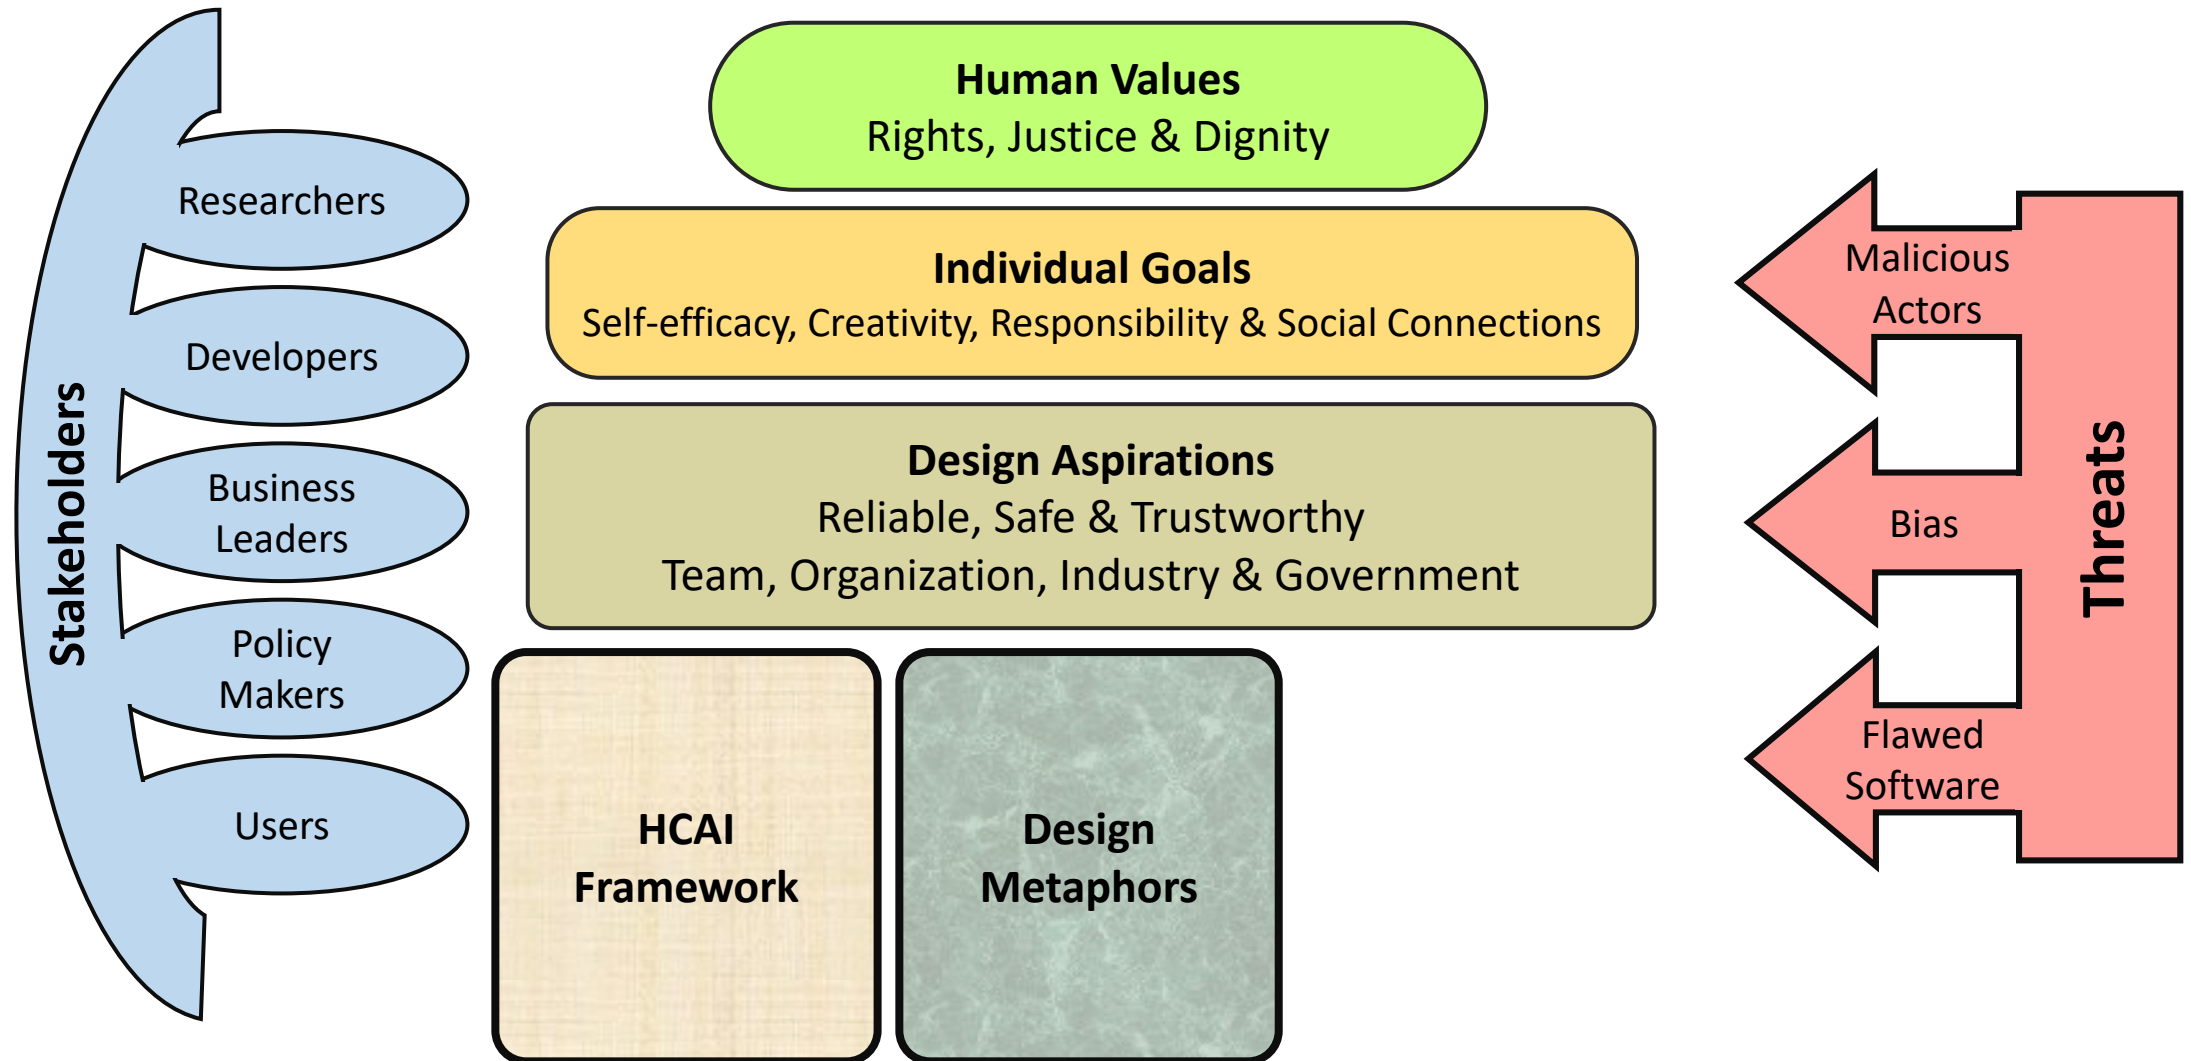 Stakeholders
Researchers
Developers
Business
Leaders
Policy
Makers
Users
Human Values
Rights, Justice & Dignity
Individual Goals
Self-efficacy, Creativity, Responsibility & Social Connections
Design Aspirations
Reliable, Safe & Trustworthy
Team, Organization, Industry & Government
HCAI
Framework
Design
Metaphors
Malicious
Actors
Bias
Flawed
Software
Threats